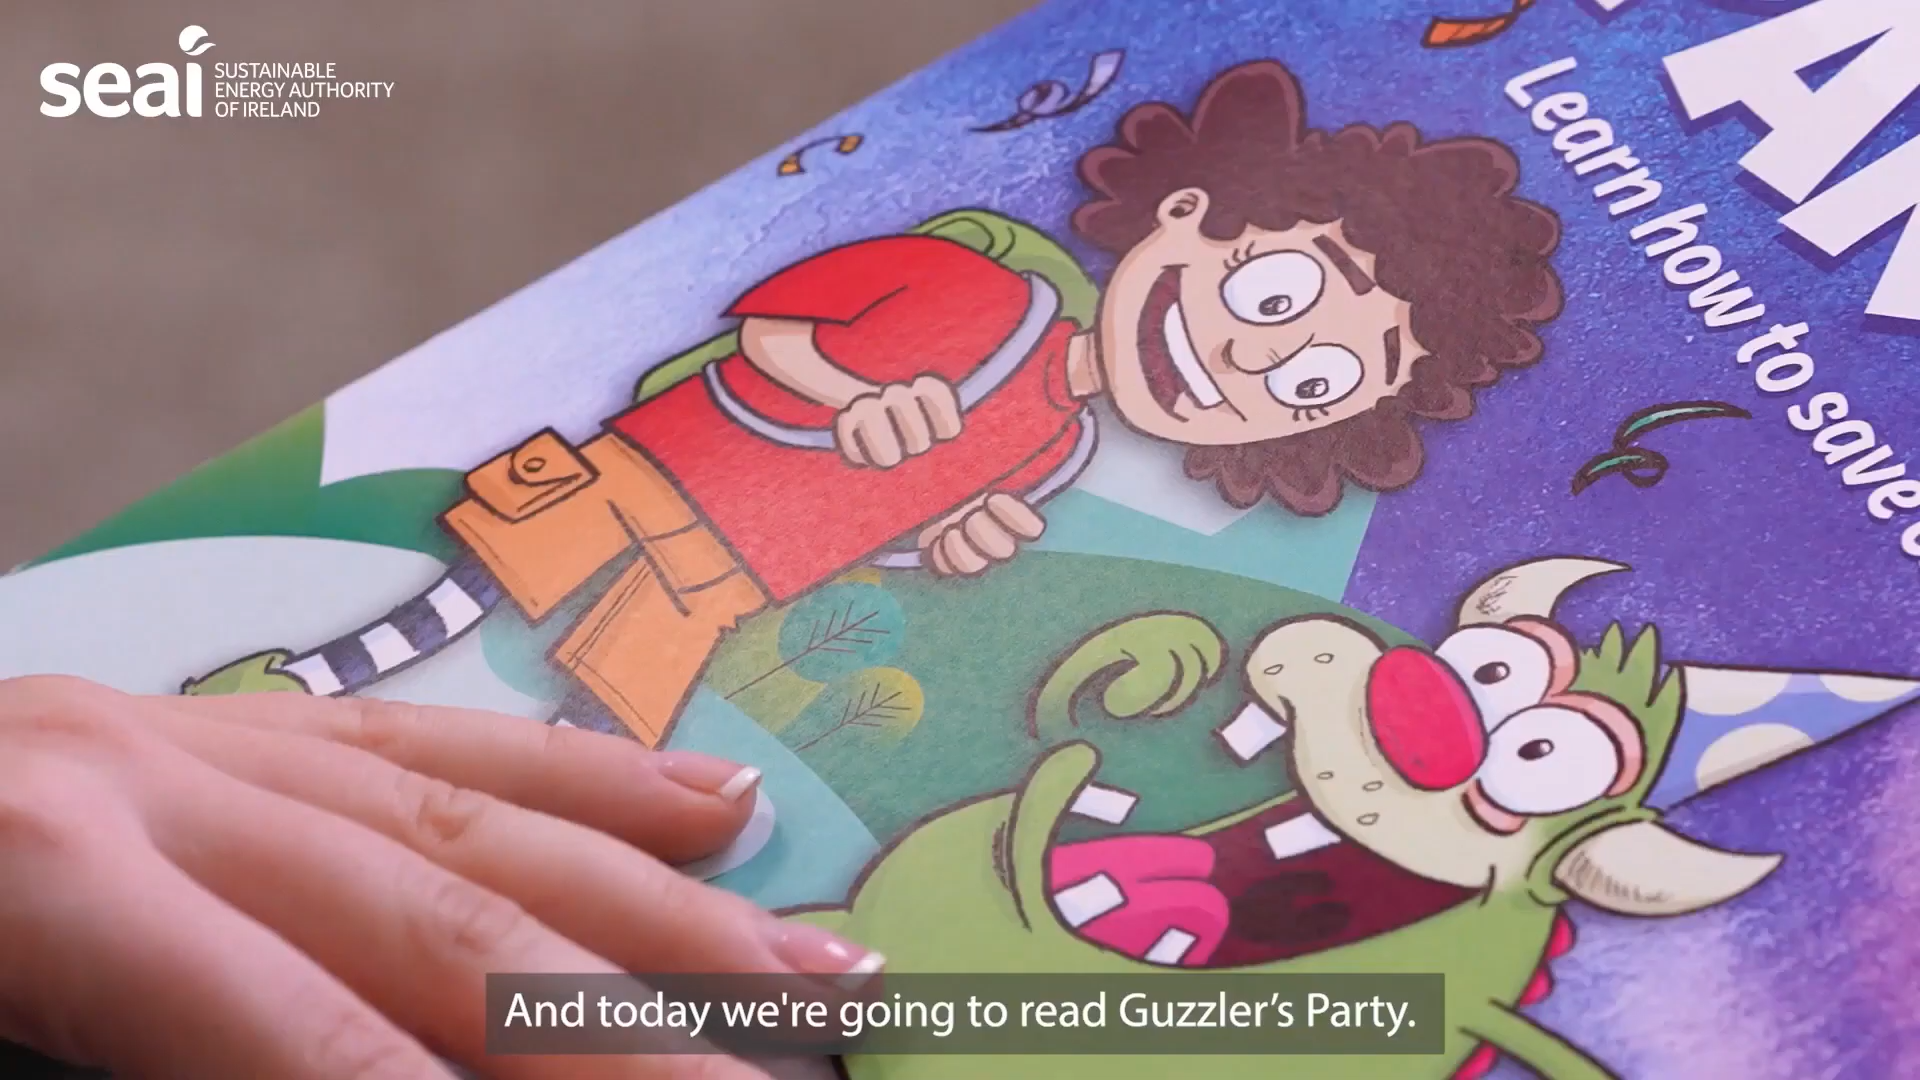 seai
SUSTAINABLE
ENERGY AUTHORITY
OF IRELAND
Learn how to save
And today we're going to read Guzzler’s Party.